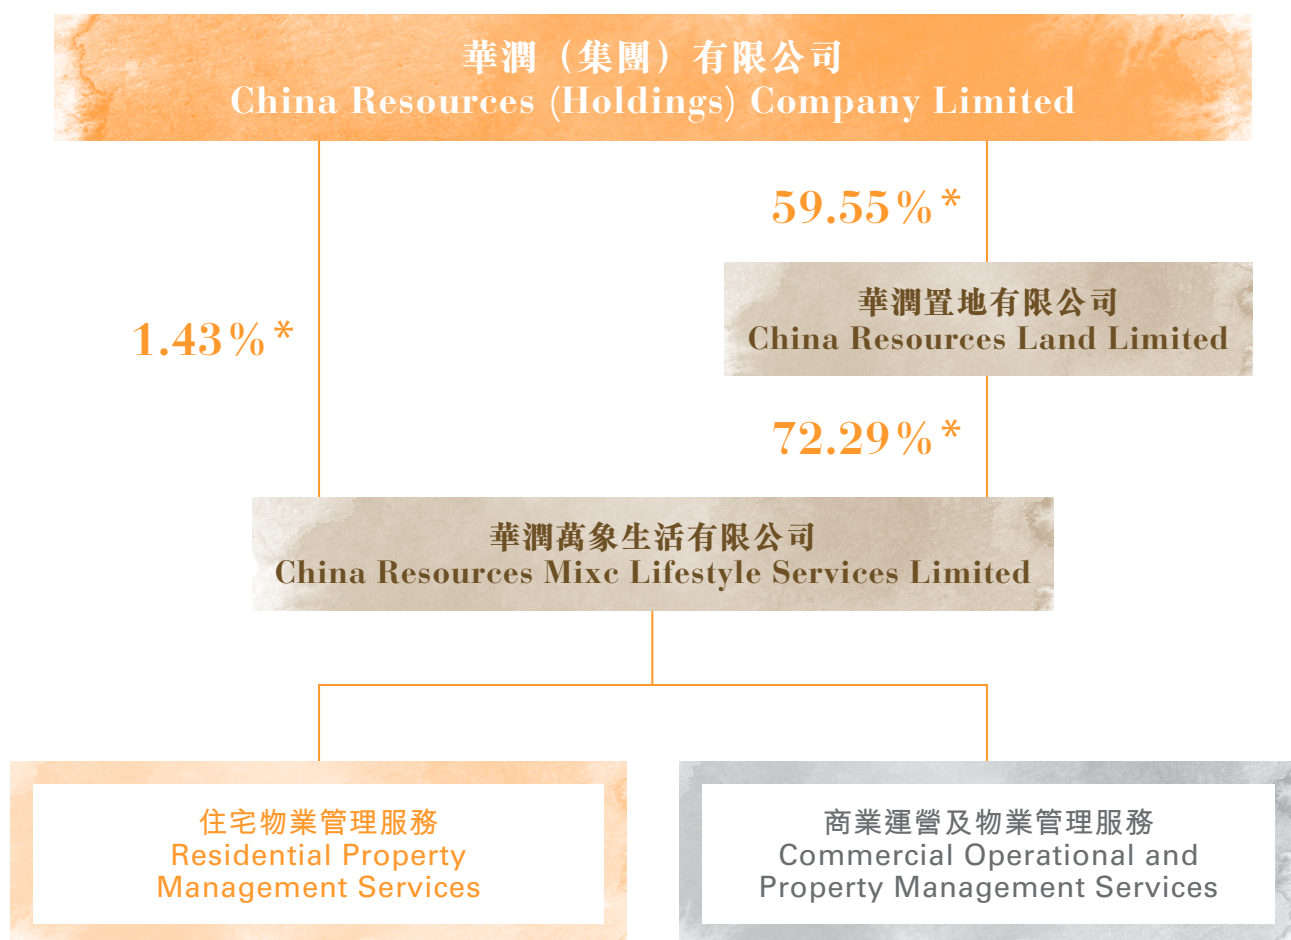 華潤（集團）有限公司
China Resources (Holdings) Company Limited
59.55%*
華潤置地有限公司
China Resources Land Limited
1.43%*
72.29%*
華潤萬象生活有限公司
China Resources Mixc Lifestyle Services Limited
住宅物業管理服務
Residential Property
Management Services
商業運營及物業管理服務
Commercial Operational and
Property Management Services